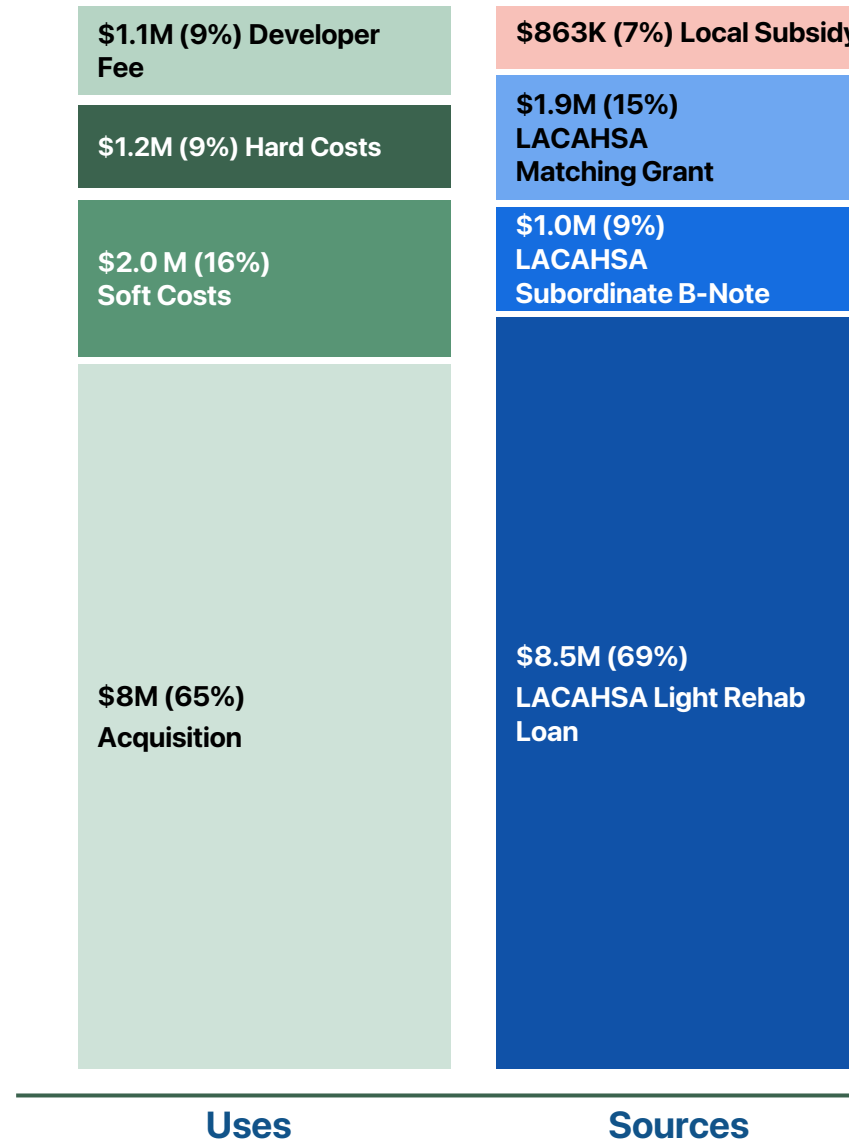 $1.1M (9%) Developer
Fee
$1.2M (9%) Hard Costs
$2.0 M (16%)
Soft Costs
$8M (65%)
Acquisition
$863K (7%) Local Subsidy
$1.9M (15%)
LACAHSA
Matching Grant
$1.0M (9%)
LACAHSA
Subordinate B-Note
$8.5M (69%)
LACAHSA Light Rehab
Loan
Uses
Sources